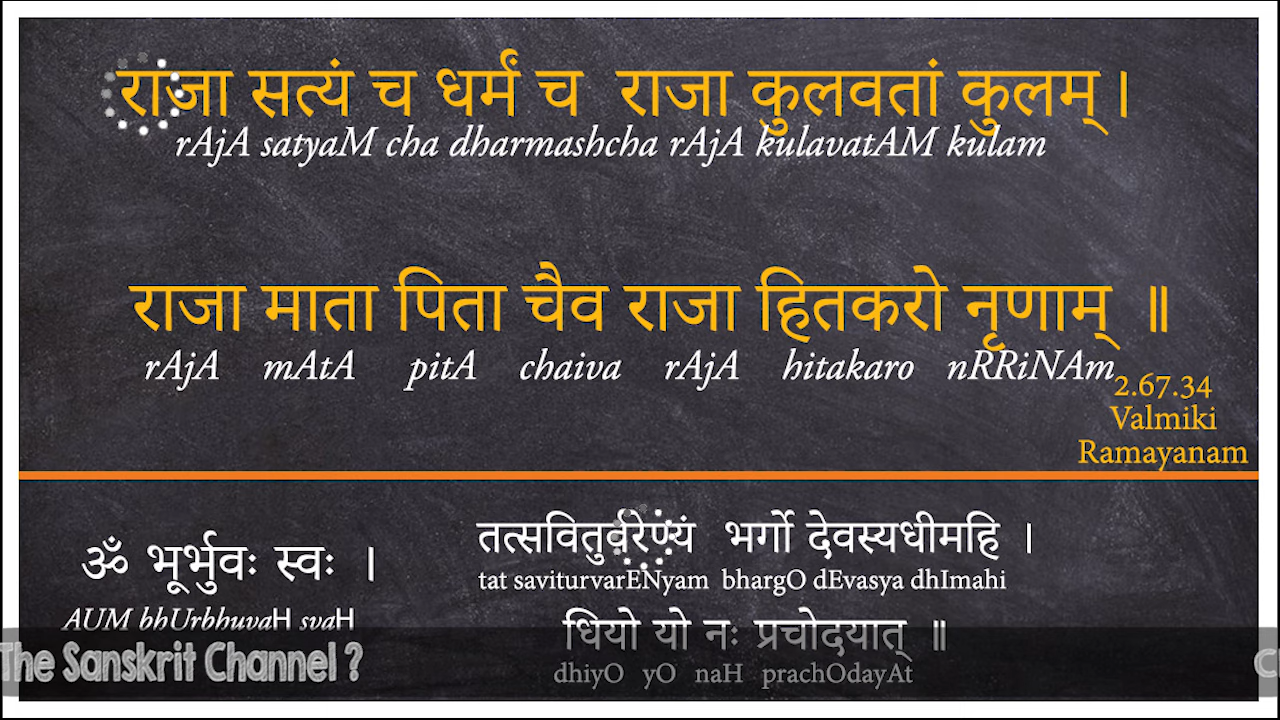 राजा सत्यं च धर्मं च राजा कुलवतां कुलम् ।
rAjA satyaM cha dharmashcha rAjA kulavatAM kulam
राजा माता पिता चैव राजा हितकरो नृणाम् ॥
rAjA mAtA pitA chaiva rAjA hitakaro nRRiNAm
2.67.34
Valmiki
Ramayanam
ॐ भूर्भुवः स्वः ।
AUM bhUrbhuvaH svaH
तत्सवितुर्वरेण्यं भर्गो देवस्यधीमहि ।
tat saviturvarENyam bhargO dEvasya dhImahi
धियो यो नः प्रचोदयात् ॥
dhiyO yO naH prachOdayAt
The Sanskrit Channel ?